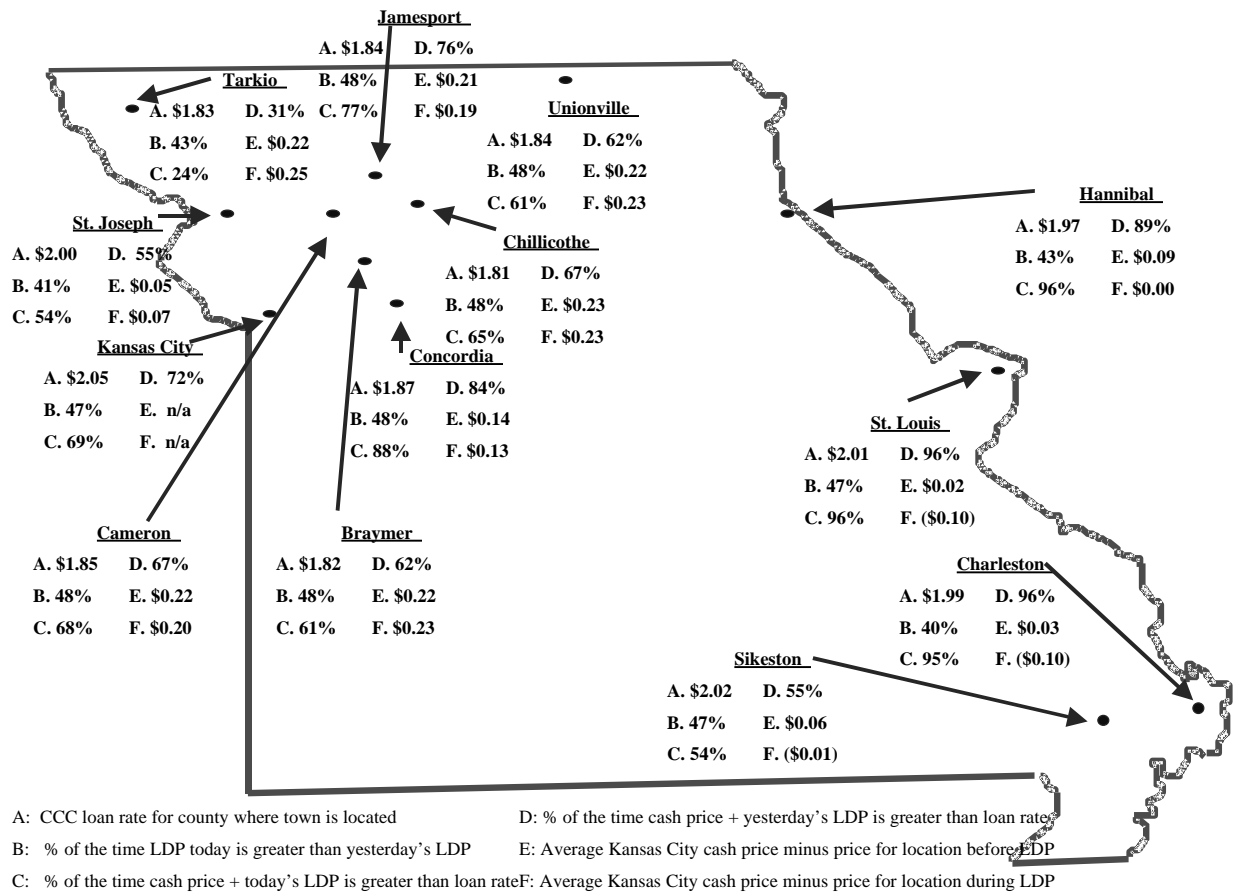 Jamesport
A. $1.84 D. 76%
B. 48% E. $0.21
C. 77% F. $0.19
Tarkio
A. $1.83 D. 31%
B. 43% E. $0.22
C. 24% F. $0.25
Unionville
A. $1.84 D. 62%
B. 48% E. $0.22
C. 61% F. $0.23
Hannibal
A. $1.97 D. 89%
B. 43% E. $0.09
C. 96% F. $0.00
St. Joseph
A. $2.00 D. 55%
B. 41% E. $0.05
C. 54% F. $0.07
Chillicothe
A. $1.81 D. 67%
B. 48% E. $0.23
C. 65% F. $0.23
Kansas City
A. $2.05 D. 72%
B. 47% E. n/a
C. 69% F. n/a
Concordia
A. $1.87 D. 84%
B. 48% E. $0.14
C. 88% F. $0.13
St. Louis
A. $2.01 D. 96%
B. 47% E. $0.02
C. 96% F. ($0.10)
Cameron
A. $1.85 D. 67%
B. 48% E. $0.22
C. 68% F. $0.20
Braymer
A. $1.82 D. 62%
B. 48% E. $0.22
C. 61% F. $0.23
Charleston
A. $1.99 D. 96%
B. 40% E. $0.03
C. 95% F. ($0.10)
Sikeston
A. $2.02 D. 55%
B. 47% E. $0.06
C. 54% F. ($0.01)
A: CCC loan rate for county where town is located
B: % of the time LDP today is greater than yesterday's LDP
C: % of the time cash price + today's LDP is greater than loan rate
D: % of the time cash price + yesterday's LDP is greater than loan rate
E: Average Kansas City cash price minus price for location before LDP
F: Average Kansas City cash price minus price for location during LDP